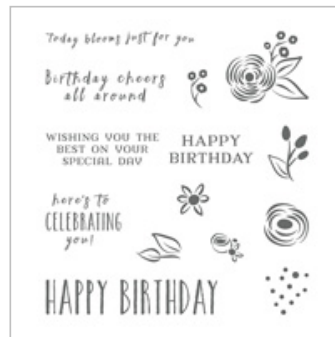 Today blooms just for you
Birthday cheers
all around
WISHING YOU THE
BEST ON YOUR
SPECIAL DAY
HAPPY
BIRTHDAY
here's to
CELEBRATING
you!
HAPPY BIRTHDAY